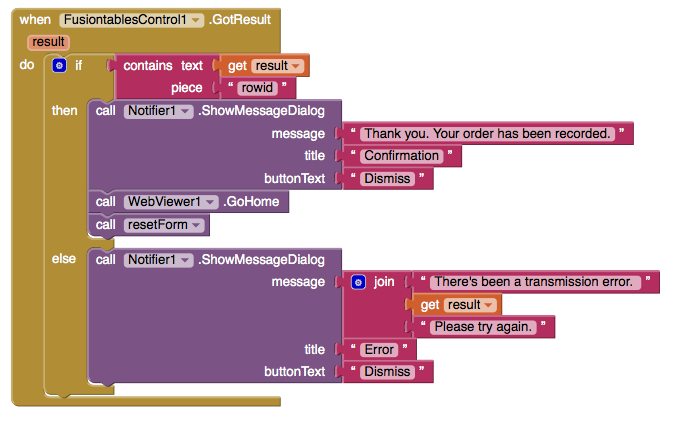 when FusiontablesControl1 .GotResult
result
do if contains text get result
piece " rowid "
then call Notifier1 .ShowMessageDialog
message " Thank you. Your order has been recorded. "
title " Confirmation "
buttonText " Dismiss "
call WebViewer1 .GoHome
call resetForm
else call Notifier1 .ShowMessageDialog
message join " There's been a transmission error. "
get result
" Please try again. "
title " Error "
buttonText " Dismiss "